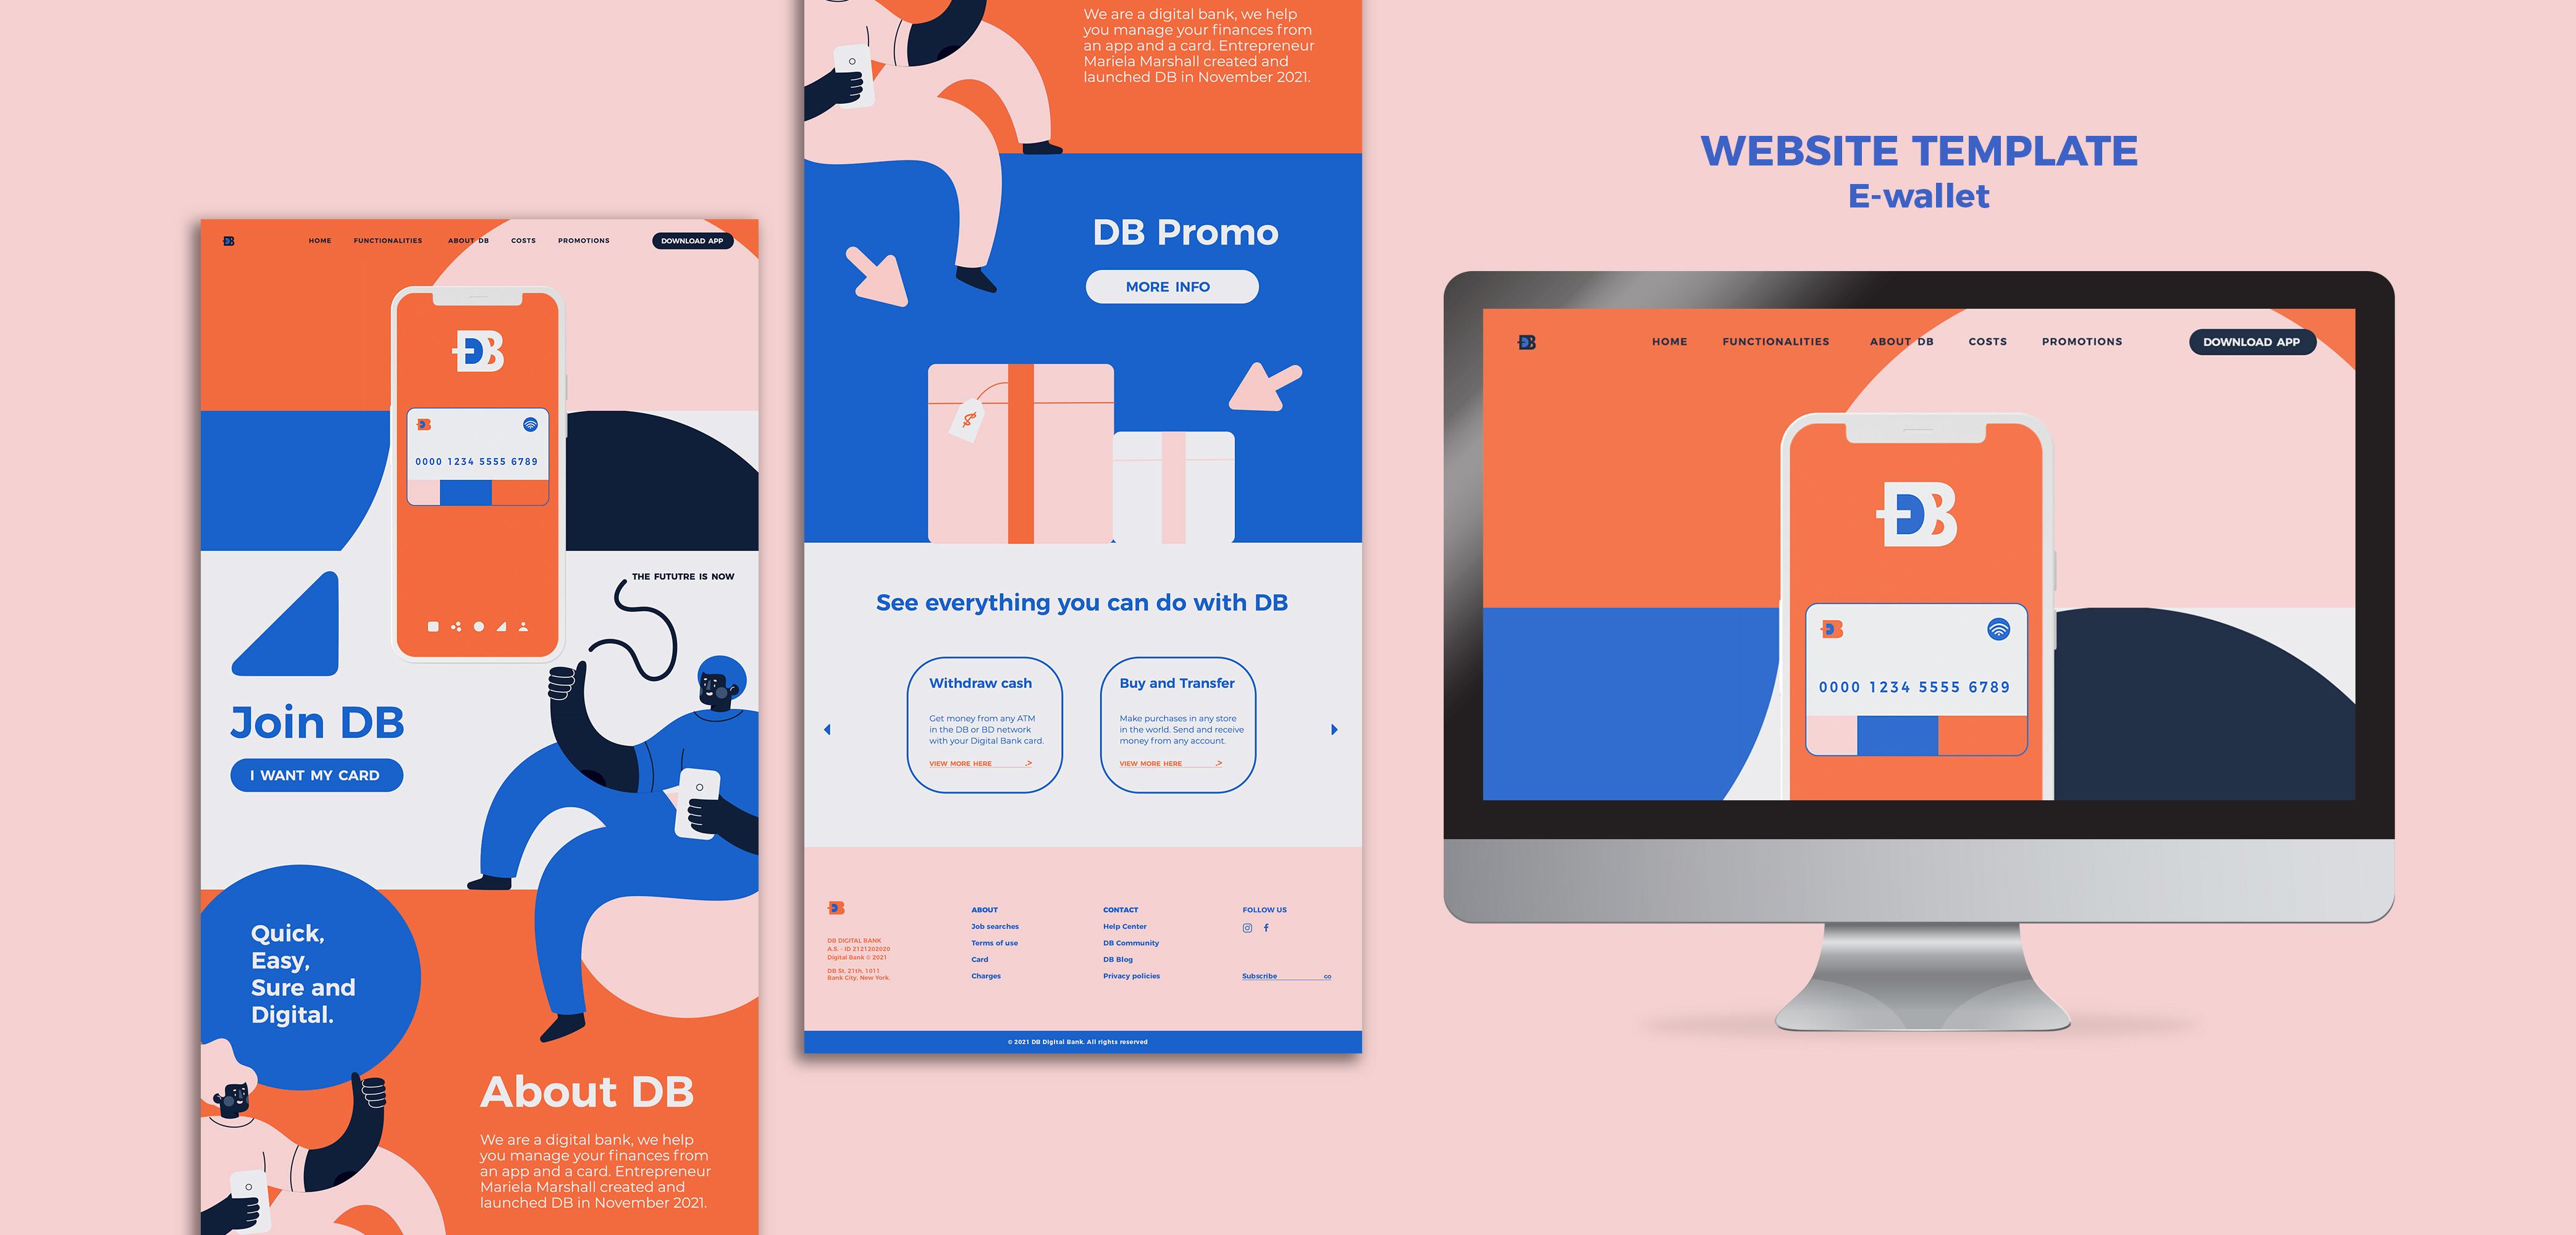 DB
HOME FUNCTIONALITIES ABOUT DB COSTS PROMOTIONS DOWNLOAD APP
DB
DB
0000 1234 5555 6789
THE FUTUTRE IS NOW
Join DB
I WANT MY CARD
Quick,
Easy,
Sure and
Digital.
About DB
We are a digital bank, we help
you manage your finances from
an app and a card. Entrepreneur
Mariela Marshall created and
launched DB in November 2021.
We are a digital bank, we help
you manage your finances from
an app and a card. Entrepreneur
Mariela Marshall created and
launched DB in November 2021.
DB Promo
MORE INFO
$
See everything you can do with DB
Withdraw cash
Get money from any ATM
in the DB or BD network
with your Digital Bank card.
VIEW MORE HERE .>
Buy and Transfer
Make purchases in any store
in the world. Send and receive
money from any account.
VIEW MORE HERE .>
DB
DB DIGITAL BANK
A.S. - ID 2121202020
Digital Bank © 2021
DB St. 21th. 1011
Bank City. New York.
ABOUT
Job searches
Terms of use
Card
Charges
CONTACT
Help Center
DB Community
DB Blog
Privacy policies
FOLLOW US
Subscribe GO
© 2021 DB Digital Bank. All rights reserved
WEBSITE TEMPLATE
E-wallet
DB
HOME FUNCTIONALITIES ABOUT DB COSTS PROMOTIONS DOWNLOAD APP
DB
DB
0000 1234 5555 6789